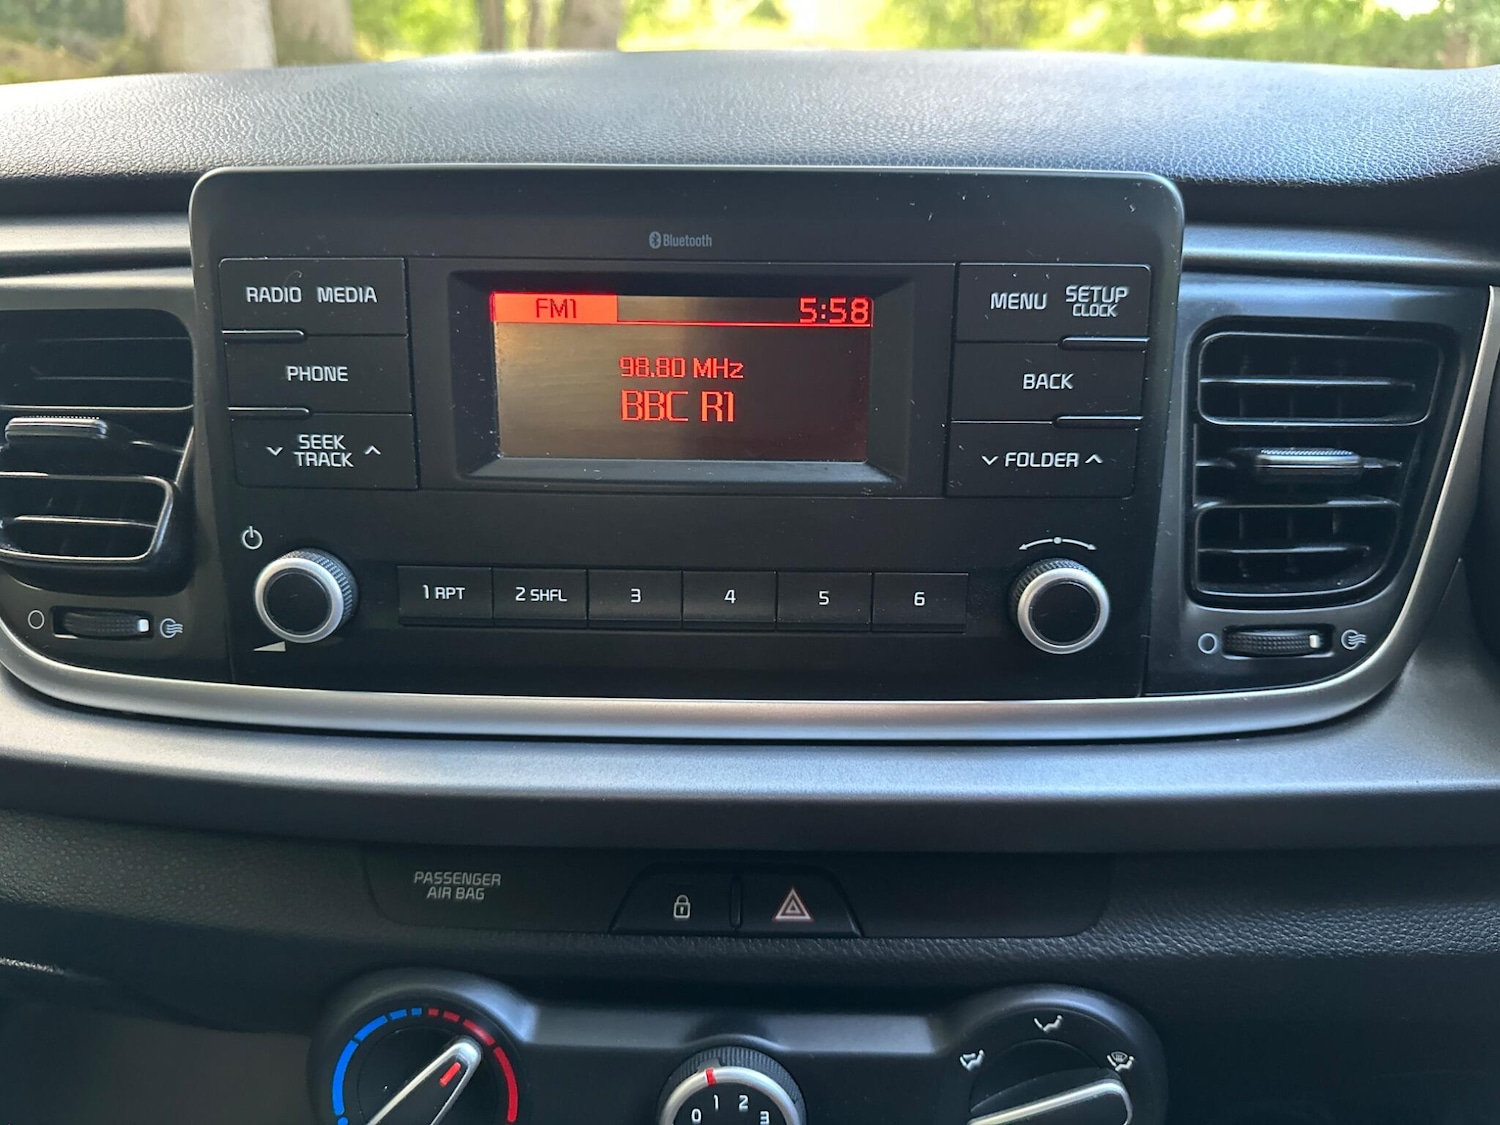 Bluetooth
RADIO MEDIA
FM1
5:58
MENU
SETUP
CLOCK
98.80 MHz
PHONE
BBC R1
BACK
SEEK
TRACK
FOLDER
1 RPT
2 SHFL
3
4
5
6
PASSENGER
AIR BAG
0 1 2 3